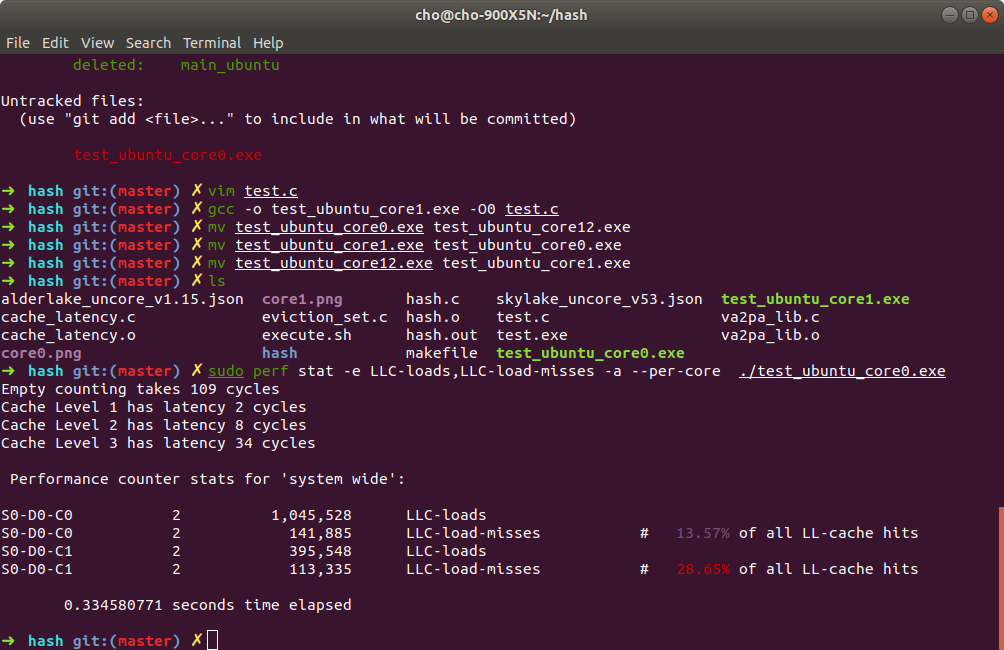 cho@cho-900X5N:~/hash
File Edit View Search Terminal Help
deleted: main_ubuntu
Untracked files:
(use "git add <file>..." to include in what will be committed)
test_ubuntu_core0.exe
➜ hash git:(master) ✗ vim test.c
➜ hash git:(master) ✗ gcc -o test_ubuntu_core1.exe -O0 test.c
➜ hash git:(master) ✗ mv test_ubuntu_core0.exe test_ubuntu_core12.exe
➜ hash git:(master) ✗ mv test_ubuntu_core1.exe test_ubuntu_core0.exe
➜ hash git:(master) ✗ mv test_ubuntu_core12.exe test_ubuntu_core1.exe
➜ hash git:(master) ✗ ls
alderlake_uncore_v1.15.json core1.png hash.c skylake_uncore_v53.json test_ubuntu_core1.exe
cache_latency.c eviction_set.c hash.o test.c va2pa_lib.c
cache_latency.o execute.sh hash.out test.exe va2pa_lib.o
core0.png hash makefile test_ubuntu_core0.exe
➜ hash git:(master) ✗ sudo perf stat -e LLC-loads,LLC-load-misses -a --per-core ./test_ubuntu_core0.exe
Empty counting takes 109 cycles
Cache Level 1 has latency 2 cycles
Cache Level 2 has latency 8 cycles
Cache Level 3 has latency 34 cycles
Performance counter stats for 'system wide':
S0-D0-C0 2 1,045,528 LLC-loads
S0-D0-C0 2 141,885 LLC-load-misses # 13.57% of all LL-cache hits
S0-D0-C1 2 395,548 LLC-loads
S0-D0-C1 2 113,335 LLC-load-misses # 28.65% of all LL-cache hits
0.334580771 seconds time elapsed
➜ hash git:(master) ✗